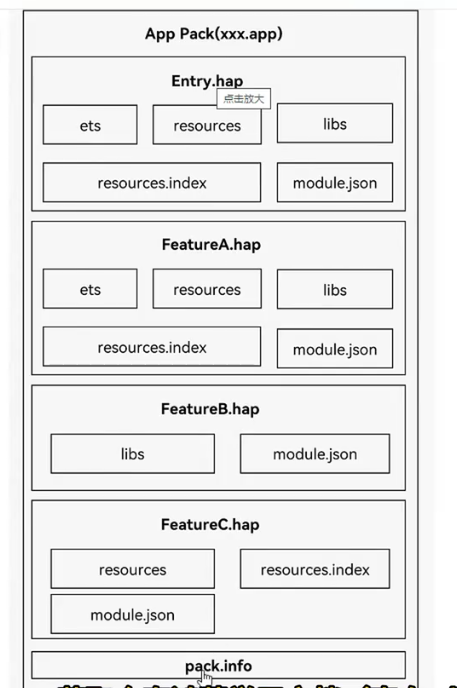 App Pack(xxx.app)
Entry.hap
点击放大
ets resources libs
resources.index module.json
FeatureA.hap
ets resources libs
resources.index module.json
FeatureB.hap
libs module.json
FeatureC.hap
resources resources.index
module.json
pack.info